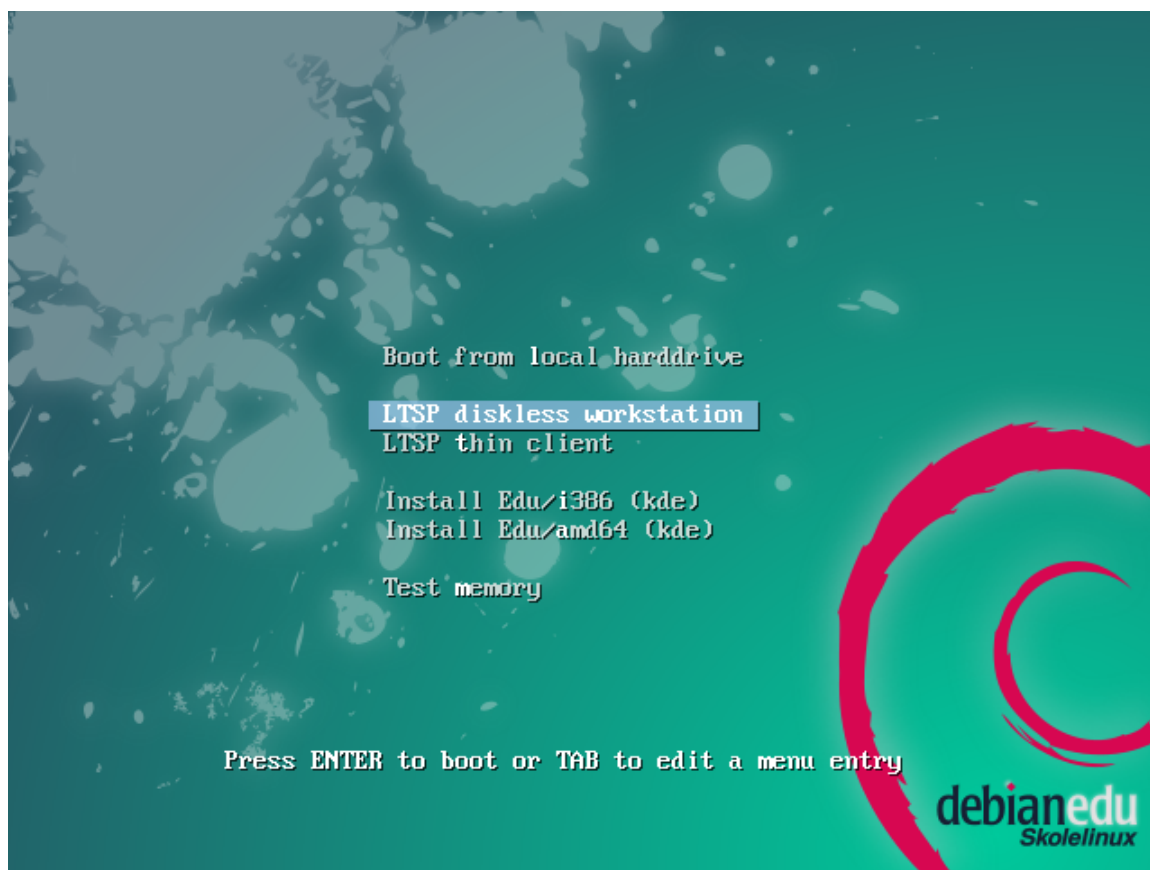 Boot from local harddrive
LTSP diskless workstation
LTSP thin client
Install Edu/i386 (kde)
Install Edu/amd64 (kde)
Test memory
Press ENTER to boot or TAB to edit a menu entry
debianedu
Skolelinux